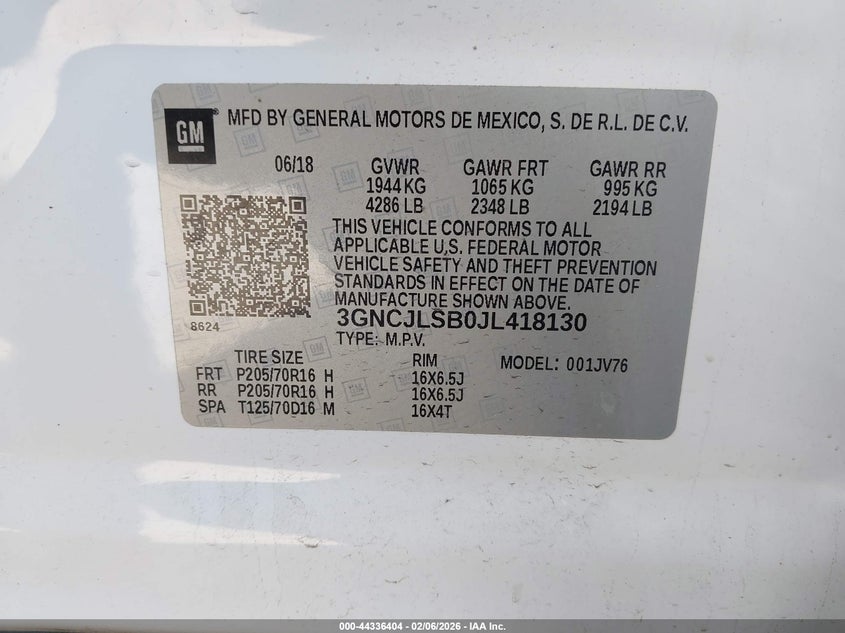 GM ® MFD BY GENERAL MOTORS DE MEXICO, S. DE R.L. DE C.V.
06/18 GVWR GAWR FRT GAWR RR
1944 KG 1065 KG 995 KG
4286 LB 2348 LB 2194 LB
THIS VEHICLE CONFORMS TO ALL
APPLICABLE U.S. FEDERAL MOTOR
VEHICLE SAFETY AND THEFT PREVENTION
STANDARDS IN EFFECT ON THE DATE OF
MANUFACTURE SHOWN ABOVE.
8624
3GNCJLSB0JL418130
TYPE: M.P.V.
TIRE SIZE RIM MODEL: 001JV76
FRT P205/70R16 H 16X6.5J
RR P205/70R16 H 16X6.5J
SPA T125/70D16 M 16X4T
000-44336404 - 02/06/2026 - IAA Inc.